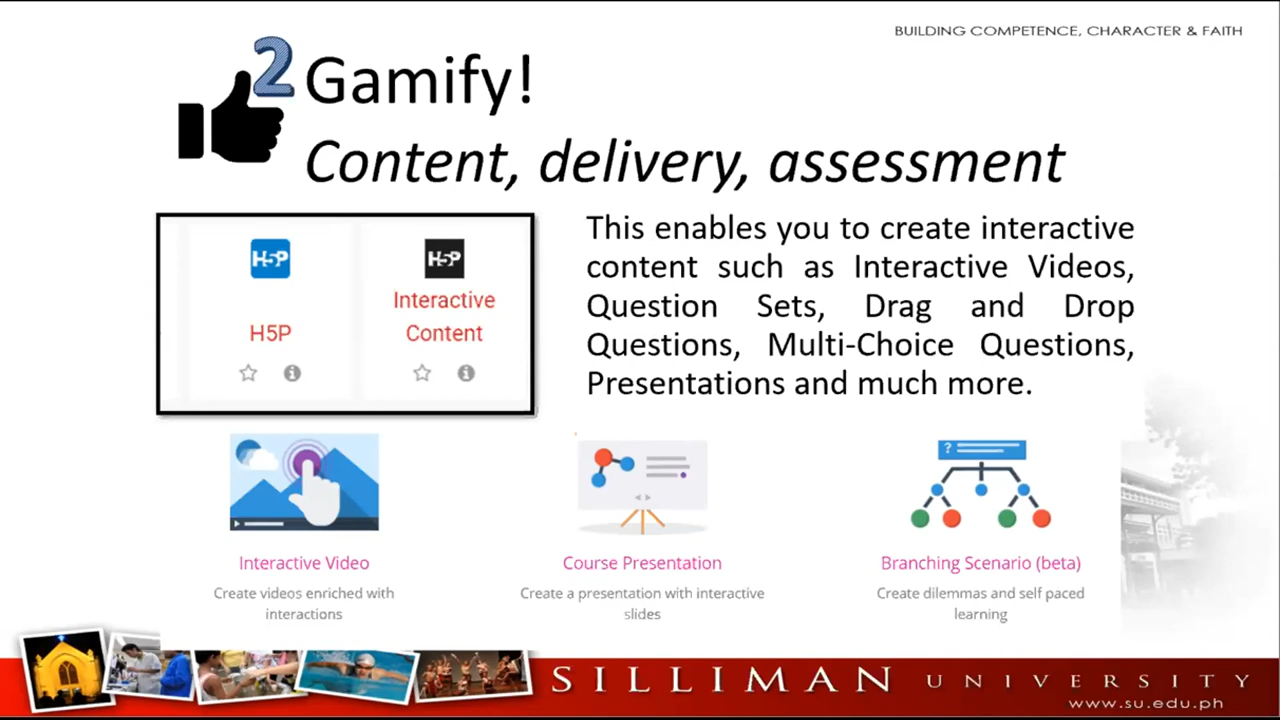 BUILDING COMPETENCE, CHARACTER & FAITH
2
Gamify!
Content, delivery, assessment
H5P
H5P
H5P
Interactive
Content
This enables you to create interactive
content such as Interactive Videos,
Question Sets, Drag and Drop
Questions, Multi-Choice Questions,
Presentations and much more.
Interactive Video
Create videos enriched with
interactions
Course Presentation
Create a presentation with interactive
slides
?
Branching Scenario (beta)
Create dilemmas and self paced
learning
SILLIMAN UNIVERSITY
www.su.edu.ph